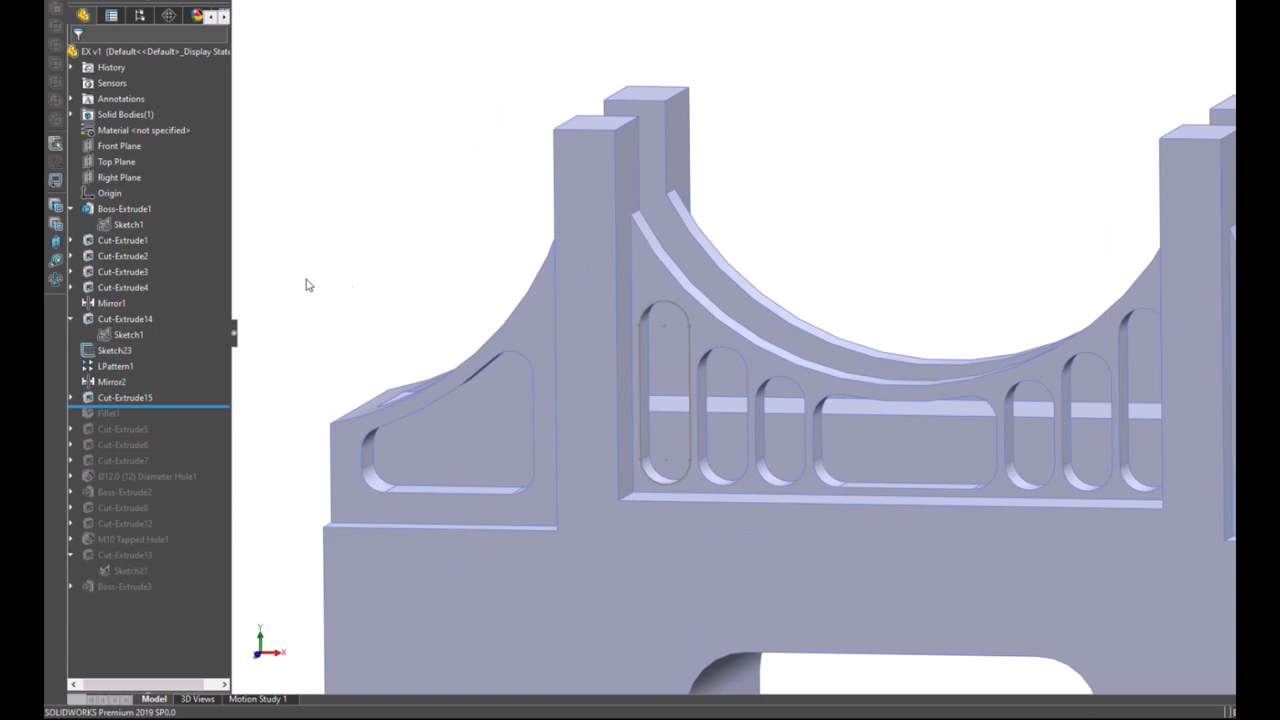 EX v1 (Default<<Default>_Display State
History
Sensors
Annotations
Solid Bodies(1)
Material <not specified>
Front Plane
Top Plane
Right Plane
Origin
Boss-Extrude1
Sketch1
Cut-Extrude1
Cut-Extrude2
Cut-Extrude3
Cut-Extrude4
Mirror1
Cut-Extrude14
Sketch1
Sketch23
LPattern1
Mirror2
Cut-Extrude15
Fillet1
Cut-Extrude5
Cut-Extrude6
Cut-Extrude7
Ø12.0 (12) Diameter Hole1
Boss-Extrude2
Cut-Extrude8
Cut-Extrude12
M10 Tapped Hole1
Cut-Extrude13
Sketch21
Boss-Extrude3
Y
X
Model 3D Views Motion Study 1
SOLIDWORKS Premium 2019 SP0.0